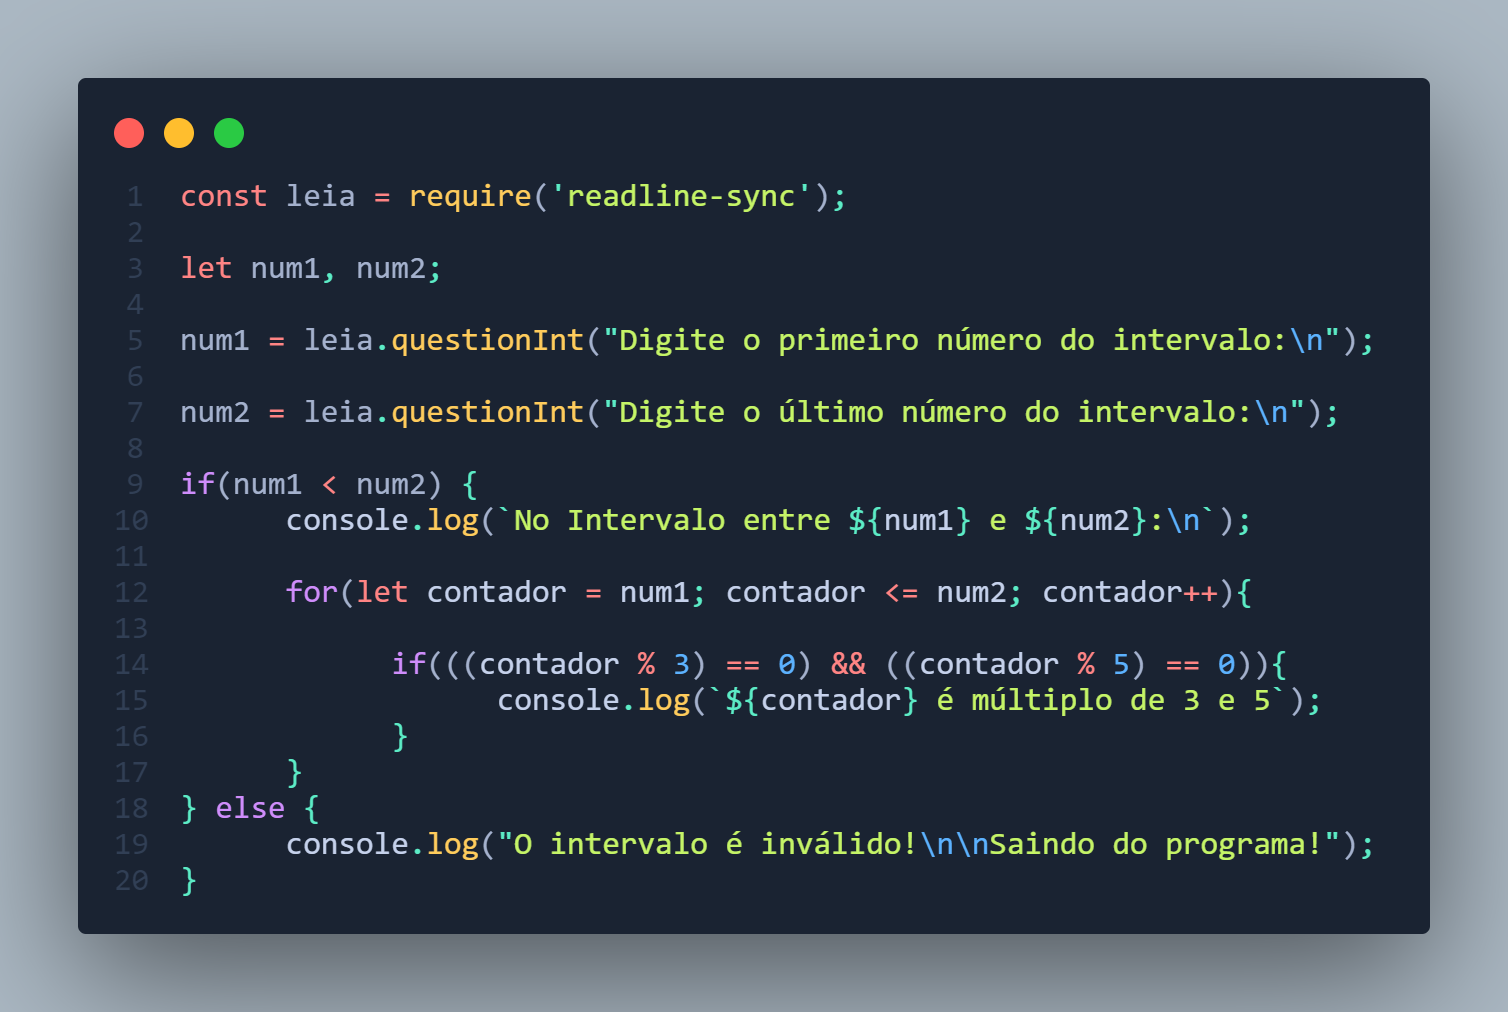 1 const leia = require('readline-sync');
2
3 let num1, num2;
4
5 num1 = leia.questionInt("Digite o primeiro número do intervalo:\n");
6
7 num2 = leia.questionInt("Digite o último número do intervalo:\n");
8
9 if(num1 < num2) {
10 console.log(`No Intervalo entre ${num1} e ${num2}:\n`);
11
12 for(let contador = num1; contador <= num2; contador++){
13
14 if(((contador % 3) == 0) && ((contador % 5) == 0)){
15 console.log(`${contador} é múltiplo de 3 e 5`);
16 }
17 }
18 } else {
19 console.log("O intervalo é inválido!\n\nSaindo do programa!");
20 }